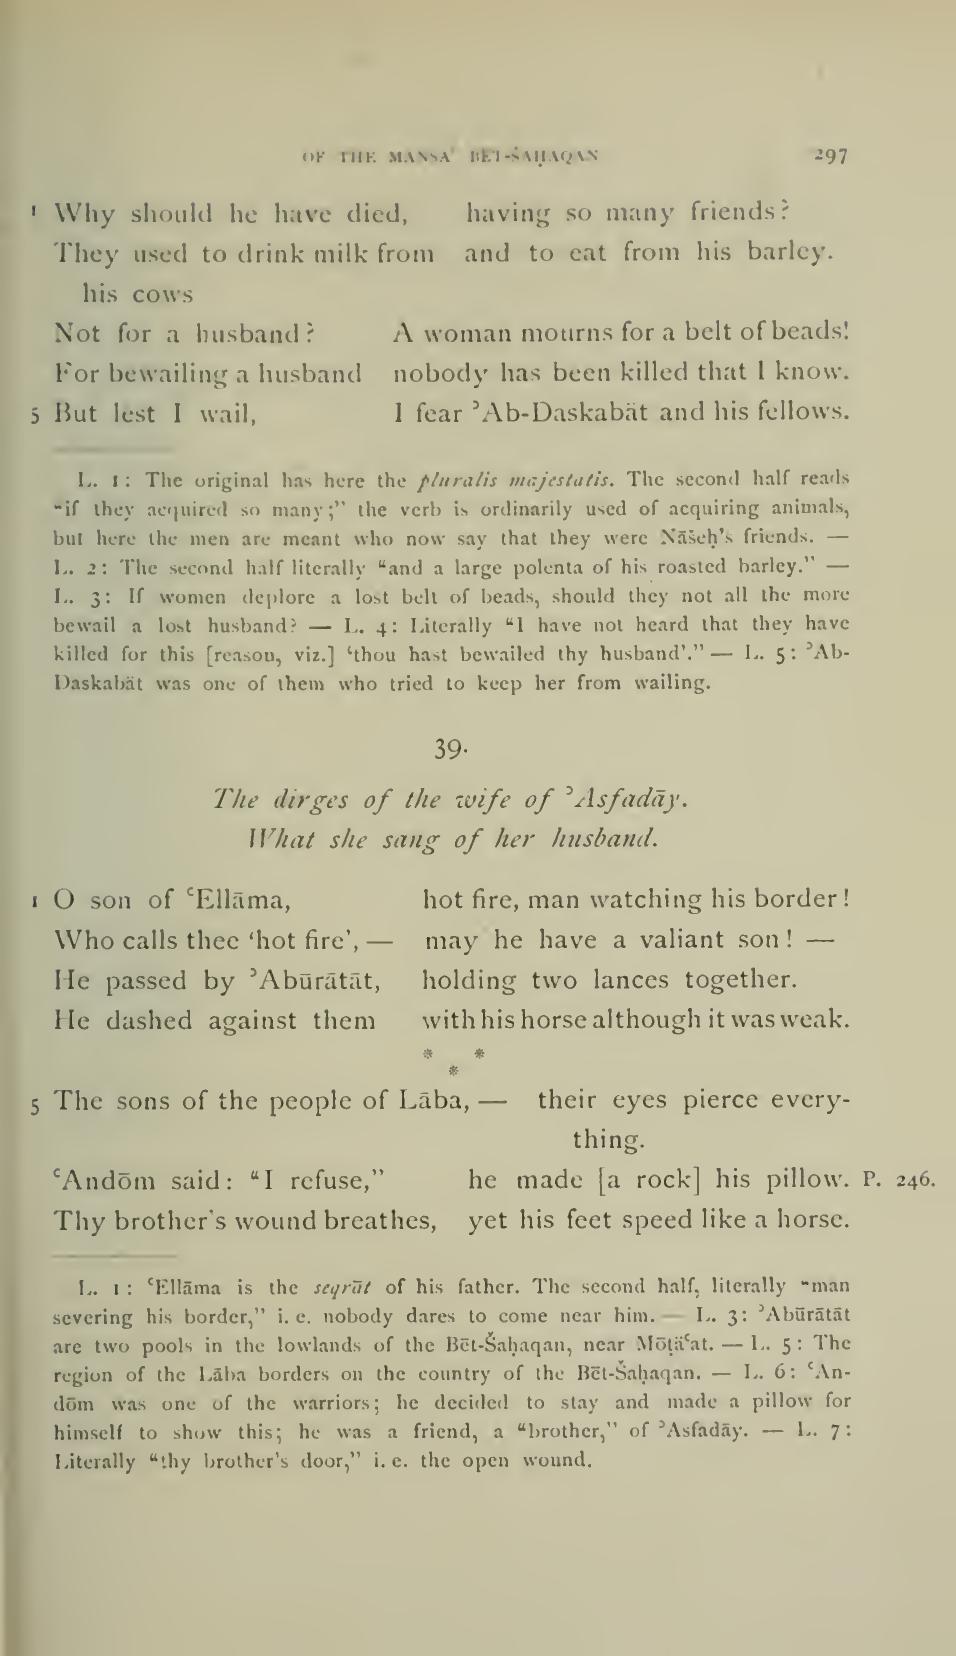 OF THE MANSAʾ BĒT-ŠAḤAQAN 297
1 Why should he have died, having so many friends?
They used to drink milk from and to eat from his barley.
his cows
Not for a husband? A woman mourns for a belt of beads!
For bewailing a husband nobody has been killed that I know.
5 But lest I wail, I fear ʾAb-Daskabät and his fellows.
L. 1: The original has here the pluralis majestatis. The second half reads
“if they acquired so many;” the verb is ordinarily used of acquiring animals,
but here the men are meant who now say that they were Nāšeḥ’s friends. —
L. 2: The second half literally “and a large polenta of his roasted barley.” —
L. 3: If women deplore a lost belt of beads, should they not all the more
bewail a lost husband? — L. 4: Literally “I have not heard that they have
killed for this [reason, viz.] ‘thou hast bewailed thy husband’.” — L. 5: ʾAb-
Daskabät was one of them who tried to keep her from wailing.
39.
The dirges of the wife of ʾAsfadāy.
What she sang of her husband.
1 O son of ʿEllāma, hot fire, man watching his border!
Who calls thee ‘hot fire’, — may he have a valiant son! —
He passed by ʾAbūrātāt, holding two lances together.
He dashed against them with his horse although it was weak.
* *
*
5 The sons of the people of Lāba, — their eyes pierce every-
thing.
ʿAndōm said: “I refuse,” he made [a rock] his pillow. P. 246.
Thy brother’s wound breathes, yet his feet speed like a horse.
L. 1: ʿEllāma is the seqrāt of his father. The second half, literally “man
severing his border,” i. e. nobody dares to come near him. — L. 3: ʾAbūrātāt
are two pools in the lowlands of the Bēt-Šaḥaqan, near Mōṭäʿat. — L. 5: The
region of the Lāba borders on the country of the Bēt-Šaḥaqan. — L. 6: ʿAn-
dōm was one of the warriors; he decided to stay and made a pillow for
himself to show this; he was a friend, a “brother,” of ʾAsfadāy. — L. 7:
Literally “thy brother’s door,” i. e. the open wound.